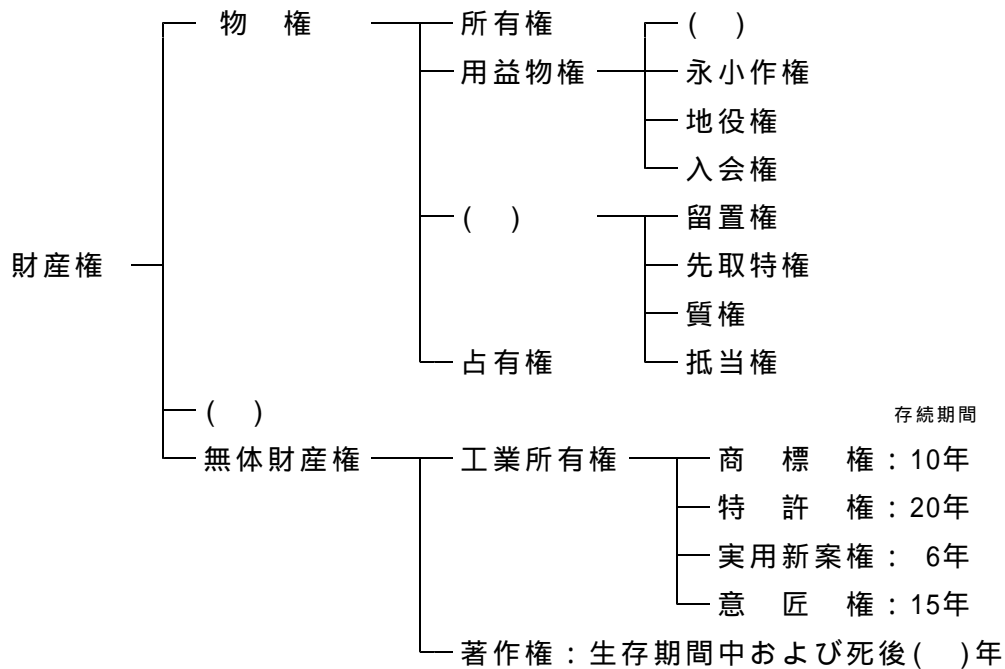 物　権　所有権　(　)
用益物権　永小作権
地役権
入会権
(　)　留置権
財産権　先取特権
質権
占有権　抵当権
(　)　存続期間
無体財産権　工業所有権　商　標　権：10年
特　許　権：20年
実用新案権：　6年
意　匠　権：15年
著作権：生存期間中および死後(　)年